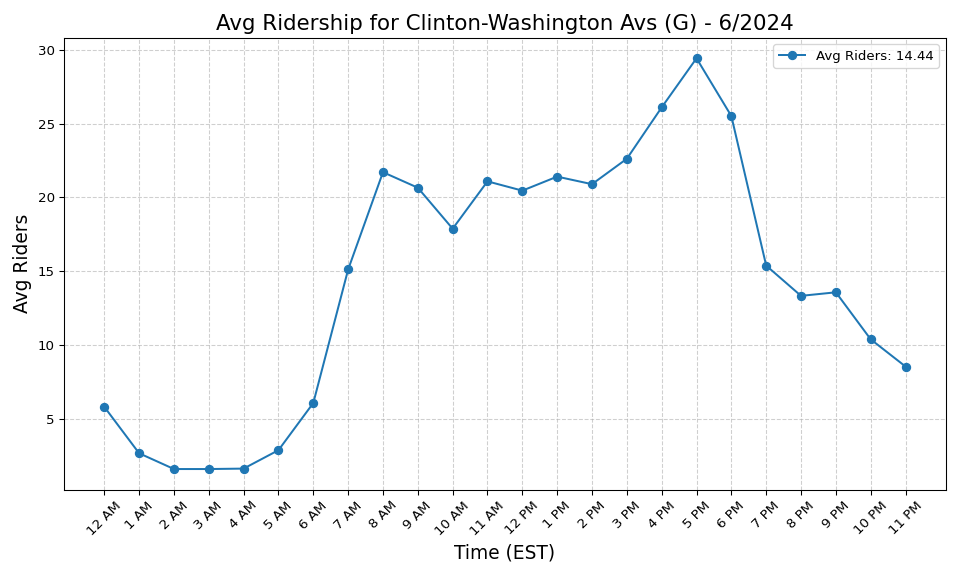 Avg Ridership for Clinton-Washington Avs (G) - 6/2024
Avg Riders: 14.44
Avg Riders
30
25
20
15
10
5
12 AM
1 AM
2 AM
3 AM
4 AM
5 AM
6 AM
7 AM
8 AM
9 AM
10 AM
11 AM
12 PM
1 PM
2 PM
3 PM
4 PM
5 PM
6 PM
7 PM
8 PM
9 PM
10 PM
11 PM
Time (EST)